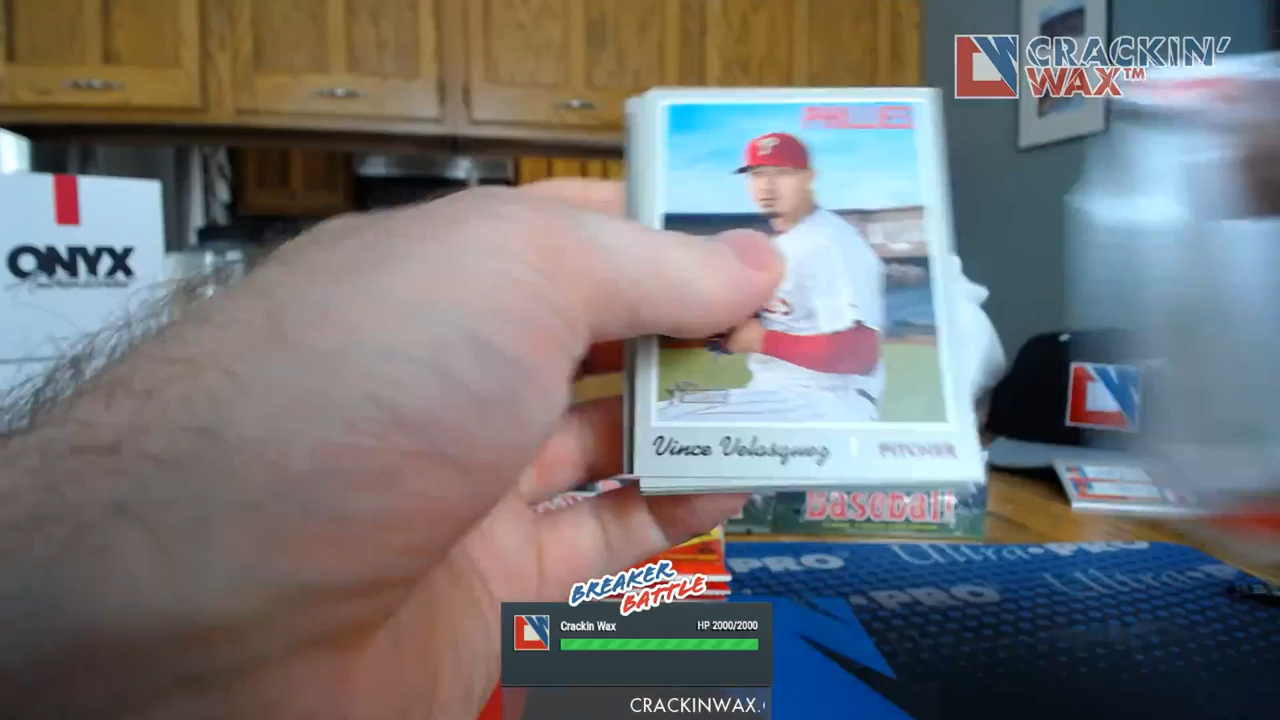 CRACKIN'
WAX™
PHILLIES
ONYX
Vince Velasquez
PITCHER
Baseball
PRO
Ultra•PRO
PRO
BREAKER
BATTLE
Crackin Wax
HP 2000/2000
CRACKINWAX.